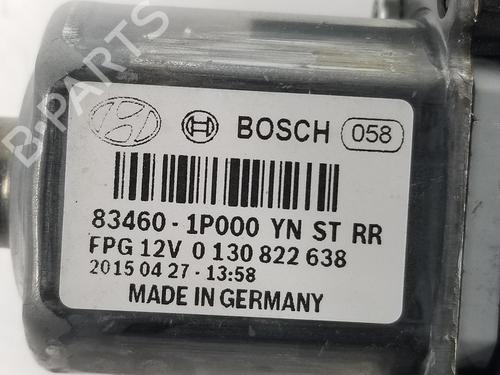 B-PARTS
BOSCH 058
83460-1P000 YN ST RR
FPG 12V 0 130 822 638
2015 04 27 - 13:58
MADE IN GERMANY